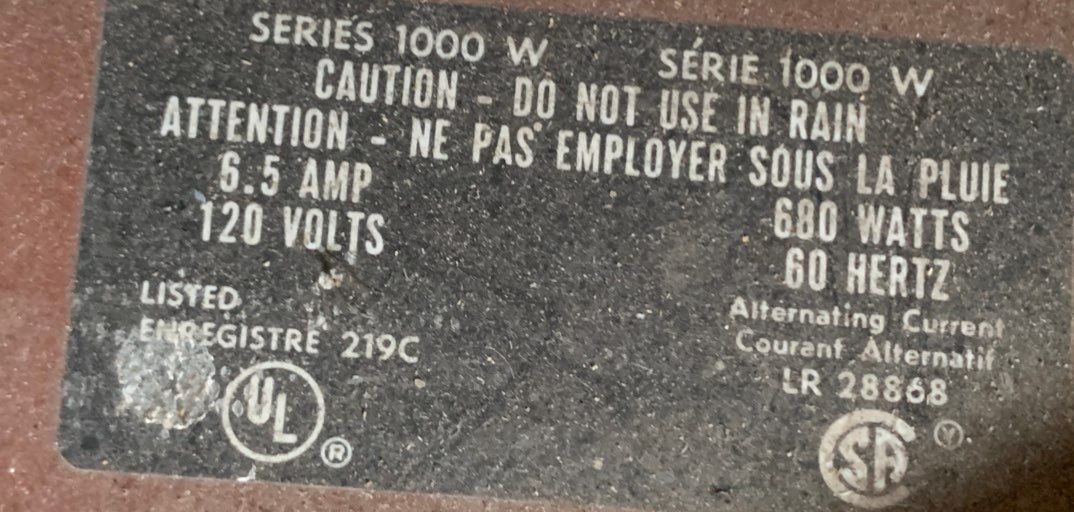 SERIES 1000 W SÉRIE 1000 W
CAUTION - DO NOT USE IN RAIN
ATTENTION - NE PAS EMPLOYER SOUS LA PLUIE
6.5 AMP 680 WATTS
120 VOLTS 60 HERTZ
LISTED Alternating Current
ENREGISTRÉ 219C Courant Alternatif
LR 28868
UL ®
SA